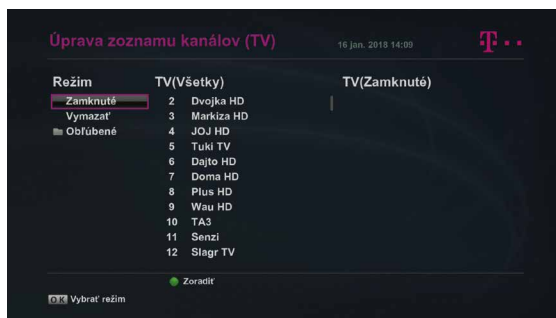 Úprava zoznamu kanálov (TV)
16 jan. 2018 14:09
T
Režim
Zamknuté
Vymazať
Obľúbené
TV(Všetky)
2 Dvojka HD
3 Markiza HD
4 JOJ HD
5 Tuki TV
6 Dajto HD
7 Doma HD
8 Plus HD
9 Wau HD
10 TA3
11 Senzi
12 Slagr TV
TV(Zamknuté)
Zoradiť
OK Vybrať režim